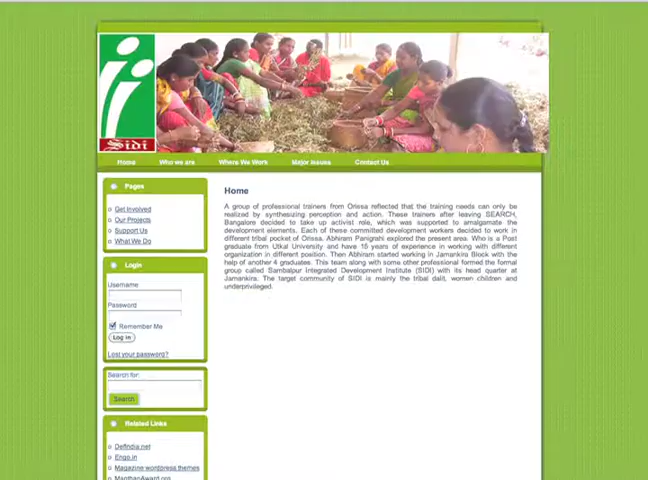 Sidi
Home Who we are Where We Work Major Issues Contact Us
Pages
Get Involved
Our Projects
Support Us
What We Do
Login
Username
Password
Remember Me
Log in
Lost your password?
Search for:
Search
Related Links
Defindia.net
Engo.in
Magazine wordpress themes
ManthanAward.org
Home
A group of professional trainers from Orissa reflected that the training needs can only be
realized by synthesizing perception and action. These trainers after leaving SEARCH,
Bangalore decided to take up activist role, which was supported to amalgamate the
development elements. Each of these committed development workers decided to work in
different tribal pocket of Orissa. Abhiram Panigrahi explored the present area. Who is a Post
graduate from Utkal University and have 15 years of experience in working with different
organization in different position. Then Abhiram started working in Jamankira Block with the
help of another 4 graduates. This team along with some other professional formed the formal
group called Sambalpur Integrated Development Institute (SIDI) with its head quarter at
Jamankira. The target community of SIDI is mainly the tribal dalit, women children and
underprivileged.